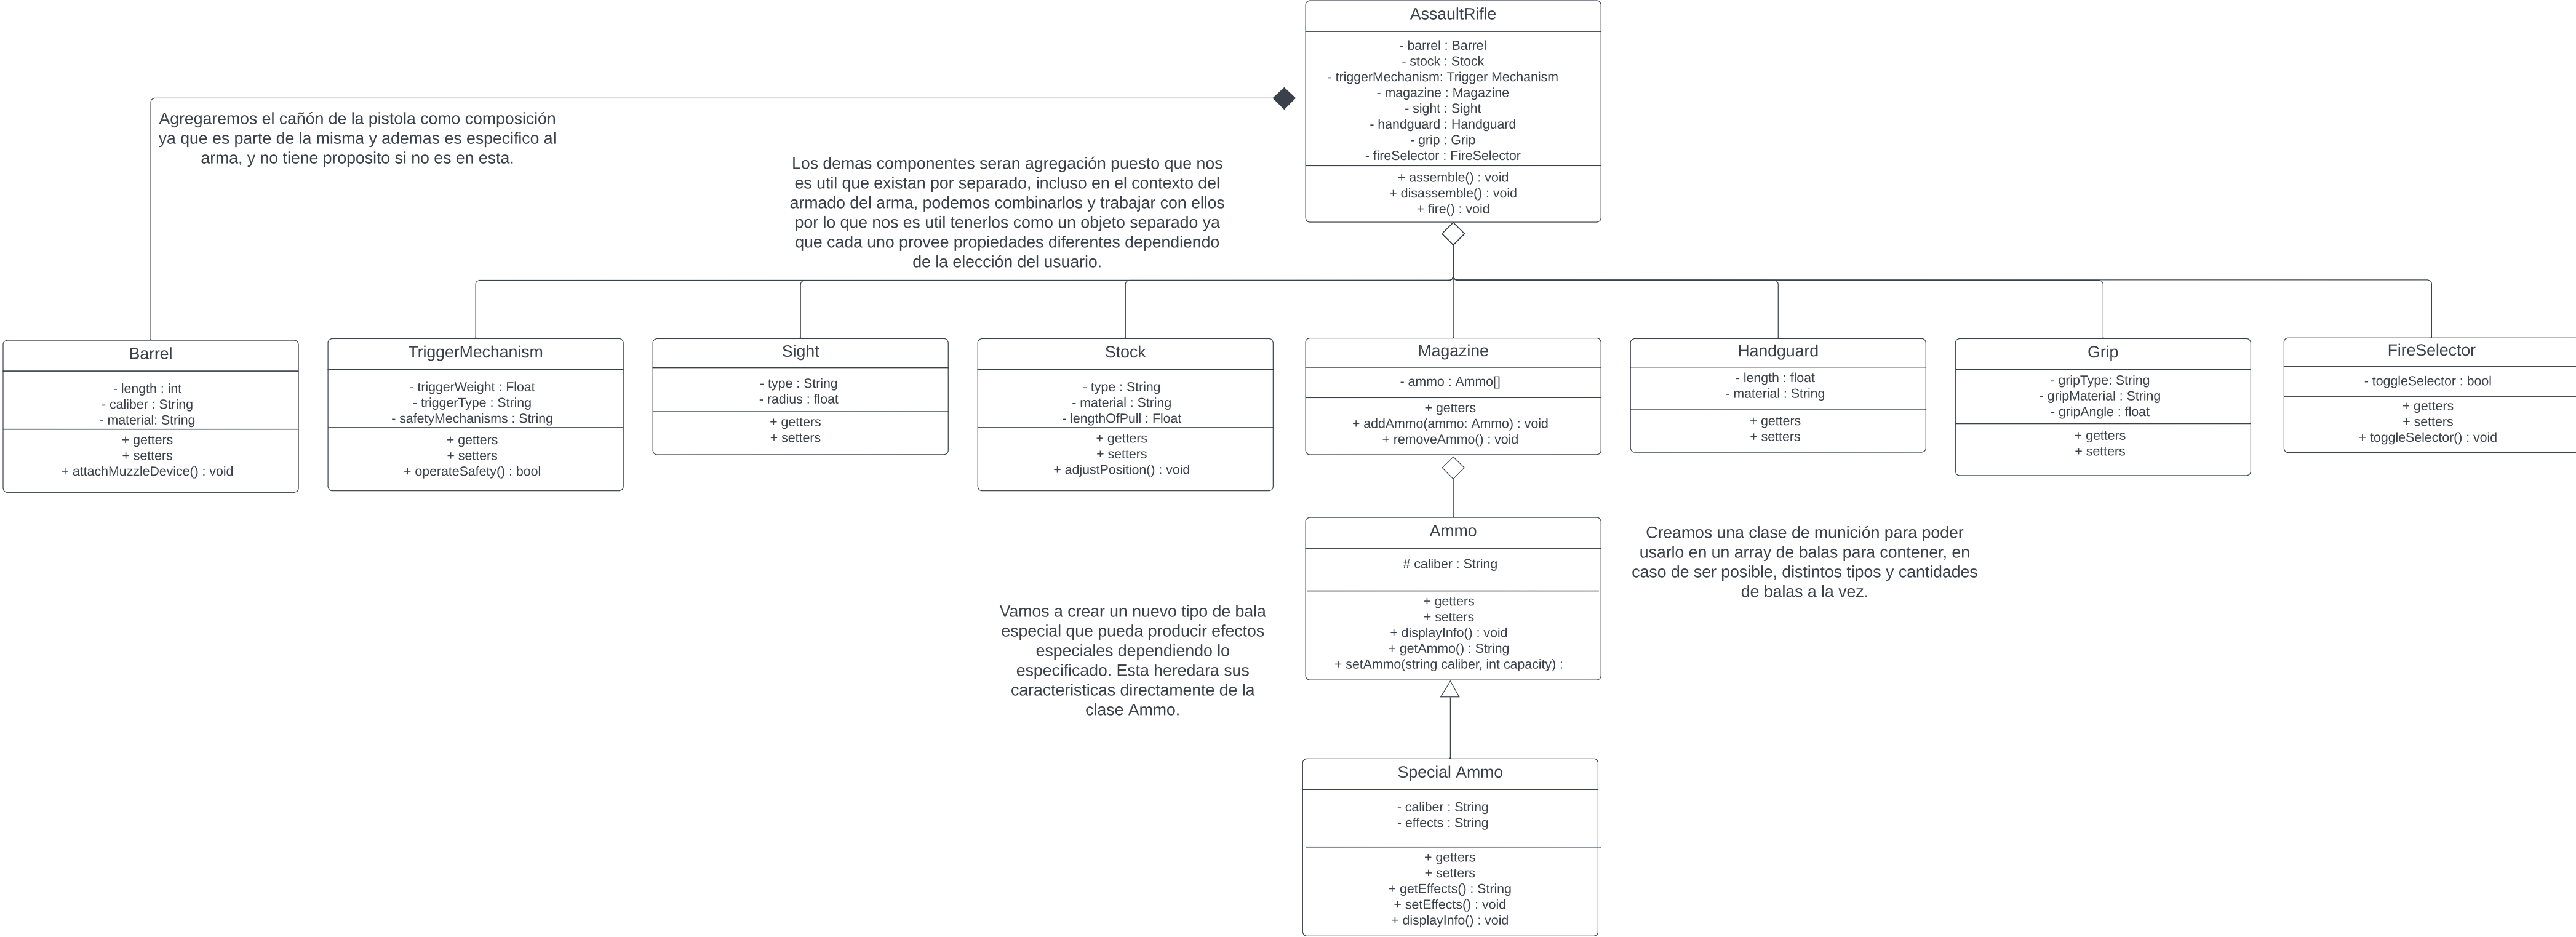 AssaultRifle
- barrel : Barrel
- stock : Stock
- triggerMechanism: Trigger Mechanism
- magazine : Magazine
- sight : Sight
- handguard : Handguard
- grip : Grip
- fireSelector : FireSelector
+ assemble() : void
+ disassemble() : void
+ fire() : void
Agregaremos el cañón de la pistola como composición
ya que es parte de la misma y ademas es especifico al
arma, y no tiene proposito si no es en esta.
Los demas componentes seran agregación puesto que nos
es util que existan por separado, incluso en el contexto del
armado del arma, podemos combinarlos y trabajar con ellos
por lo que nos es util tenerlos como un objeto separado ya
que cada uno provee propiedades diferentes dependiendo
de la elección del usuario.
Barrel
- length : int
- caliber : String
- material: String
+ getters
+ setters
+ attachMuzzleDevice() : void
TriggerMechanism
- triggerWeight : Float
- triggerType : String
- safetyMechanisms : String
+ getters
+ setters
+ operateSafety() : bool
Sight
- type : String
- radius : float
+ getters
+ setters
Stock
- type : String
- material : String
- lengthOfPull : Float
+ getters
+ setters
+ adjustPosition() : void
Magazine
- ammo : Ammo[]
+ getters
+ addAmmo(ammo: Ammo) : void
+ removeAmmo() : void
Handguard
- length : float
- material : String
+ getters
+ setters
Grip
- gripType: String
- gripMaterial : String
- gripAngle : float
+ getters
+ setters
FireSelector
- toggleSelector : bool
+ getters
+ setters
+ toggleSelector() : void
Ammo
# caliber : String
+ getters
+ setters
+ displayInfo() : void
+ getAmmo() : String
+ setAmmo(string caliber, int capacity) :
Creamos una clase de munición para poder
usarlo en un array de balas para contener, en
caso de ser posible, distintos tipos y cantidades
de balas a la vez.
Vamos a crear un nuevo tipo de bala
especial que pueda producir efectos
especiales dependiendo lo
especificado. Esta heredara sus
caracteristicas directamente de la
clase Ammo.
Special Ammo
- caliber : String
- effects : String
+ getters
+ setters
+ getEffects() : String
+ setEffects() : void
+ displayInfo() : void